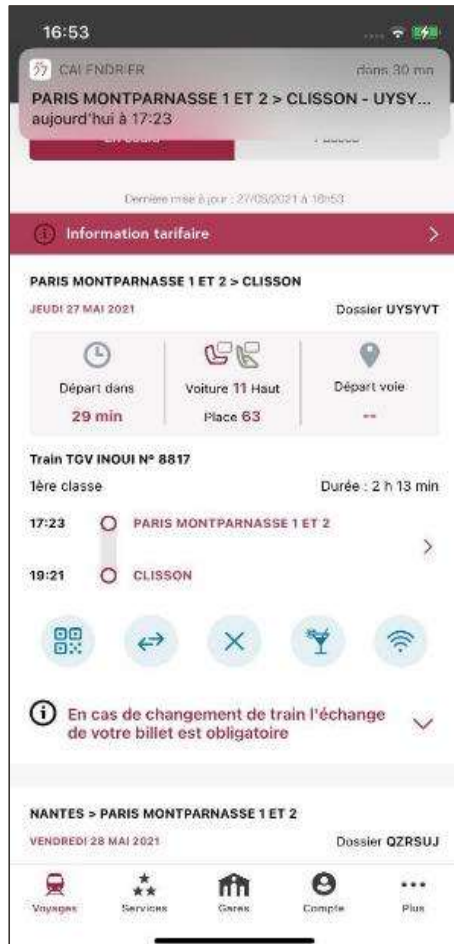 16:53
CALENDRIER dans 30 mn
PARIS MONTPARNASSE 1 ET 2 > CLISSON - UYSY...
aujourd'hui à 17:23
Dernière mise à jour : 27/05/2021 à 16h53
Information tarifaire
PARIS MONTPARNASSE 1 ET 2 > CLISSON
JEUDI 27 MAI 2021 Dossier UYSYVT
Départ dans Voiture 11 Haut Départ voie
29 min Place 63 --
Train TGV INOUI N° 8817
1ère classe Durée : 2 h 13 min
17:23 PARIS MONTPARNASSE 1 ET 2
19:21 CLISSON
En cas de changement de train l'échange
de votre billet est obligatoire
NANTES > PARIS MONTPARNASSE 1 ET 2
VENDREDI 28 MAI 2021 Dossier QZRSUJ
Voyages Services Gares Compte Plus